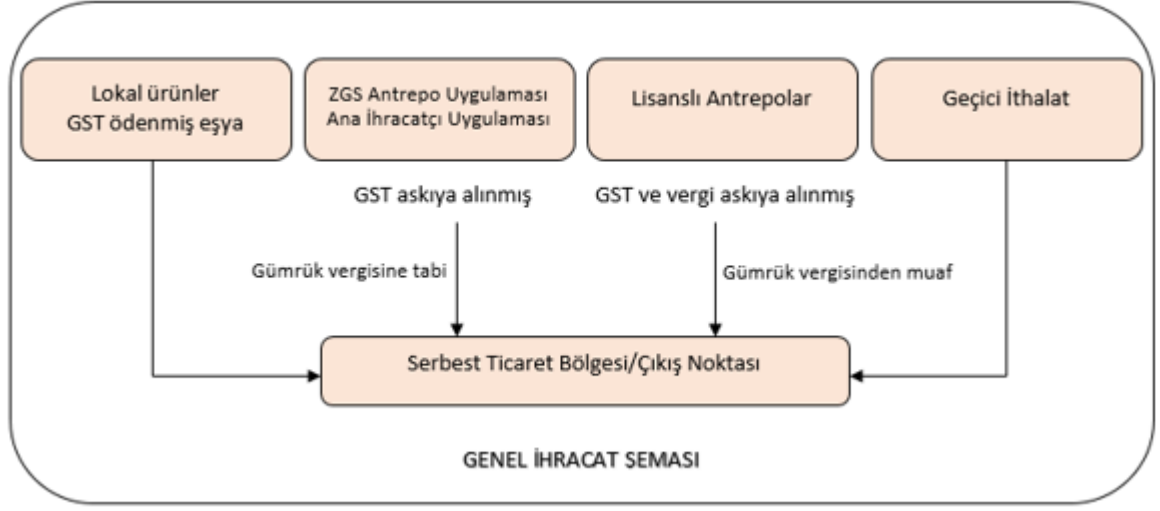 Lokal ürünler
GST ödenmiş eşya
ZGS Antrepo Uygulaması
Ana İhracatçı Uygulaması
Lisanslı Antrepolar
Geçici İthalat
GST askıya alınmış
GST ve vergi askıya alınmış
Gümrük vergisine tabi
Gümrük vergisinden muaf
Serbest Ticaret Bölgesi/Çıkış Noktası
GENEL İHRACAT SEMASI